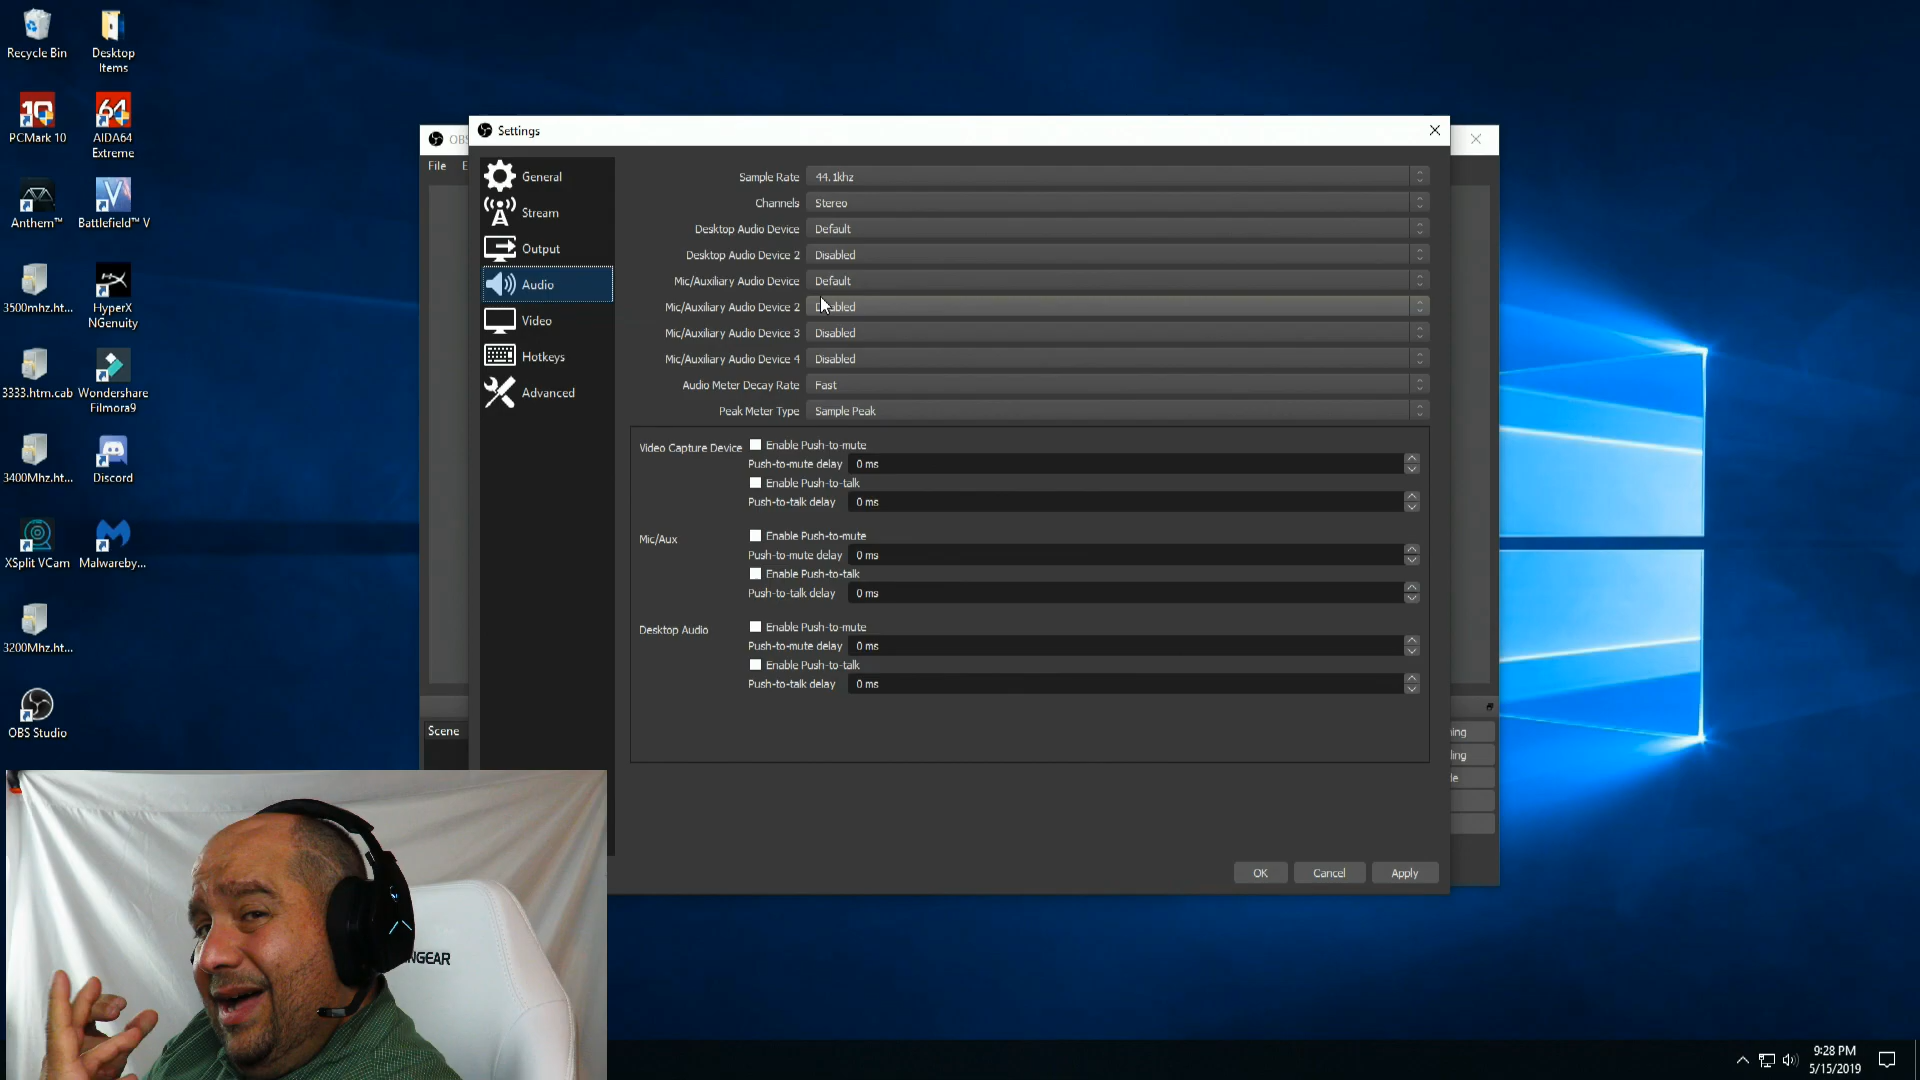 Recycle Bin
Desktop Items
PCMark 10
AIDA64 Extreme
Anthem™
Battlefield™ V
3500mhz.ht...
HyperX NGenuity
3333.htm.cab
Wondershare Filmora9
3400Mhz.ht...
Discord
XSplit VCam
Malwareby...
3200Mhz.ht...
OBS Studio
OBS
File E
Scene
Settings
General
Stream
Output
Audio
Video
Hotkeys
Advanced
Sample Rate 44.1khz
Channels Stereo
Desktop Audio Device Default
Desktop Audio Device 2 Disabled
Mic/Auxiliary Audio Device Default
Mic/Auxiliary Audio Device 2 Disabled
Mic/Auxiliary Audio Device 3 Disabled
Mic/Auxiliary Audio Device 4 Disabled
Audio Meter Decay Rate Fast
Peak Meter Type Sample Peak
Video Capture Device Enable Push-to-mute
Push-to-mute delay 0 ms
Enable Push-to-talk
Push-to-talk delay 0 ms
Mic/Aux Enable Push-to-mute
Push-to-mute delay 0 ms
Enable Push-to-talk
Push-to-talk delay 0 ms
Desktop Audio Enable Push-to-mute
Push-to-mute delay 0 ms
Enable Push-to-talk
Push-to-talk delay 0 ms
ing
ling
le
OK Cancel Apply
NGEAR
9:28 PM
5/15/2019